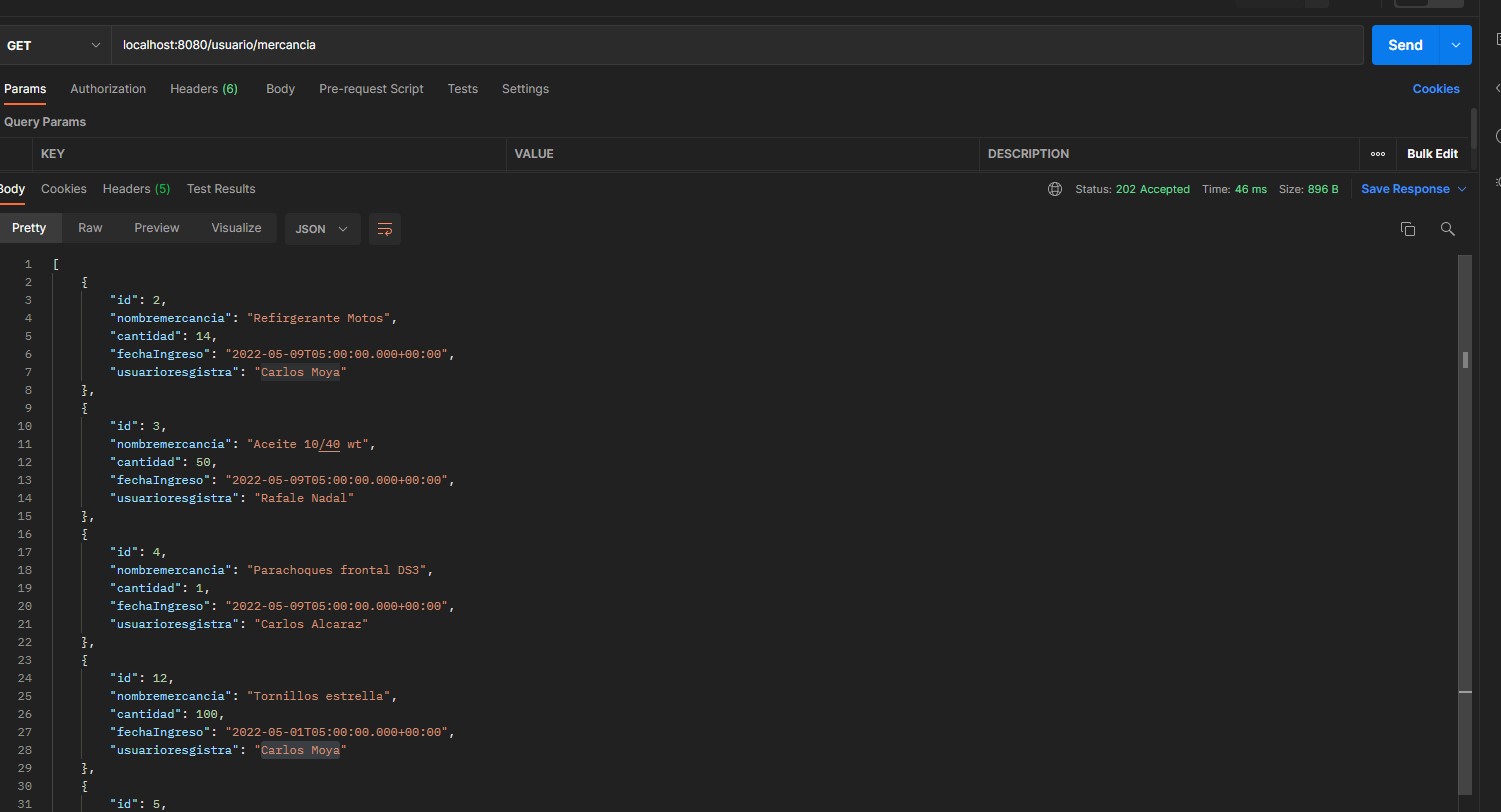 GET localhost:8080/usuario/mercancia Send
Params Authorization Headers (6) Body Pre-request Script Tests Settings Cookies
Query Params
KEY VALUE DESCRIPTION ooo Bulk Edit
Body Cookies Headers (5) Test Results Status: 202 Accepted Time: 46 ms Size: 896 B Save Response
Pretty Raw Preview Visualize JSON
1 [
2 {
3 "id": 2,
4 "nombremercancia": "Refirgerante Motos",
5 "cantidad": 14,
6 "fechaIngreso": "2022-05-09T05:00:00.000+00:00",
7 "usuarioresgistra": "Carlos Moya"
8 },
9 {
10 "id": 3,
11 "nombremercancia": "Aceite 10/40 wt",
12 "cantidad": 50,
13 "fechaIngreso": "2022-05-09T05:00:00.000+00:00",
14 "usuarioresgistra": "Rafale Nadal"
15 },
16 {
17 "id": 4,
18 "nombremercancia": "Parachoques frontal DS3",
19 "cantidad": 1,
20 "fechaIngreso": "2022-05-09T05:00:00.000+00:00",
21 "usuarioresgistra": "Carlos Alcaraz"
22 },
23 {
24 "id": 12,
25 "nombremercancia": "Tornillos estrella",
26 "cantidad": 100,
27 "fechaIngreso": "2022-05-01T05:00:00.000+00:00",
28 "usuarioresgistra": "Carlos Moya"
29 },
30 {
31 "id": 5,